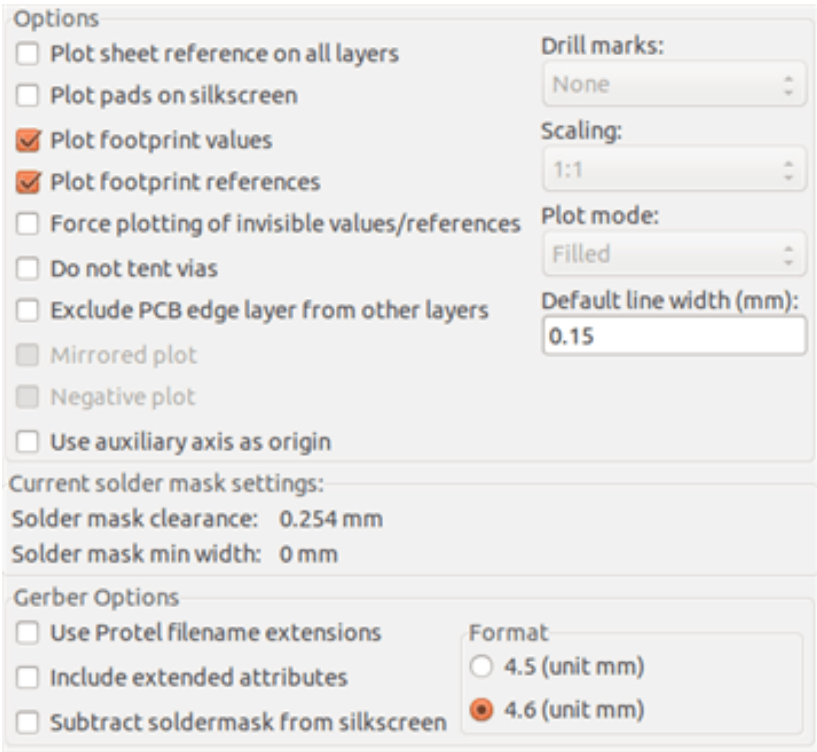 Options
Plot sheet reference on all layers
Plot pads on silkscreen
Plot footprint values
Plot footprint references
Force plotting of invisible values/references
Do not tent vias
Exclude PCB edge layer from other layers
Mirrored plot
Negative plot
Use auxiliary axis as origin
Drill marks:
None
Scaling:
1:1
Plot mode:
Filled
Default line width (mm):
0.15
Current solder mask settings:
Solder mask clearance: 0.254 mm
Solder mask min width: 0 mm
Gerber Options
Use Protel filename extensions
Include extended attributes
Subtract soldermask from silkscreen
Format
4.5 (unit mm)
4.6 (unit mm)